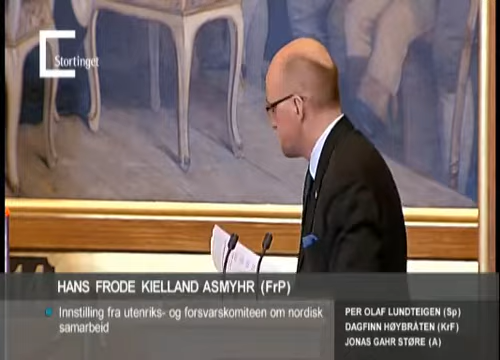 Stortinget
HANS FRODE KIELLAND ASMYHR (FrP)
Innstilling fra utenriks- og forsvarskomiteen om nordisk
samarbeid
PER OLAF LUNDTEIGEN (Sp)
DAGFINN HØYBRÅTEN (KrF)
JONAS GAHR STØRE (A)